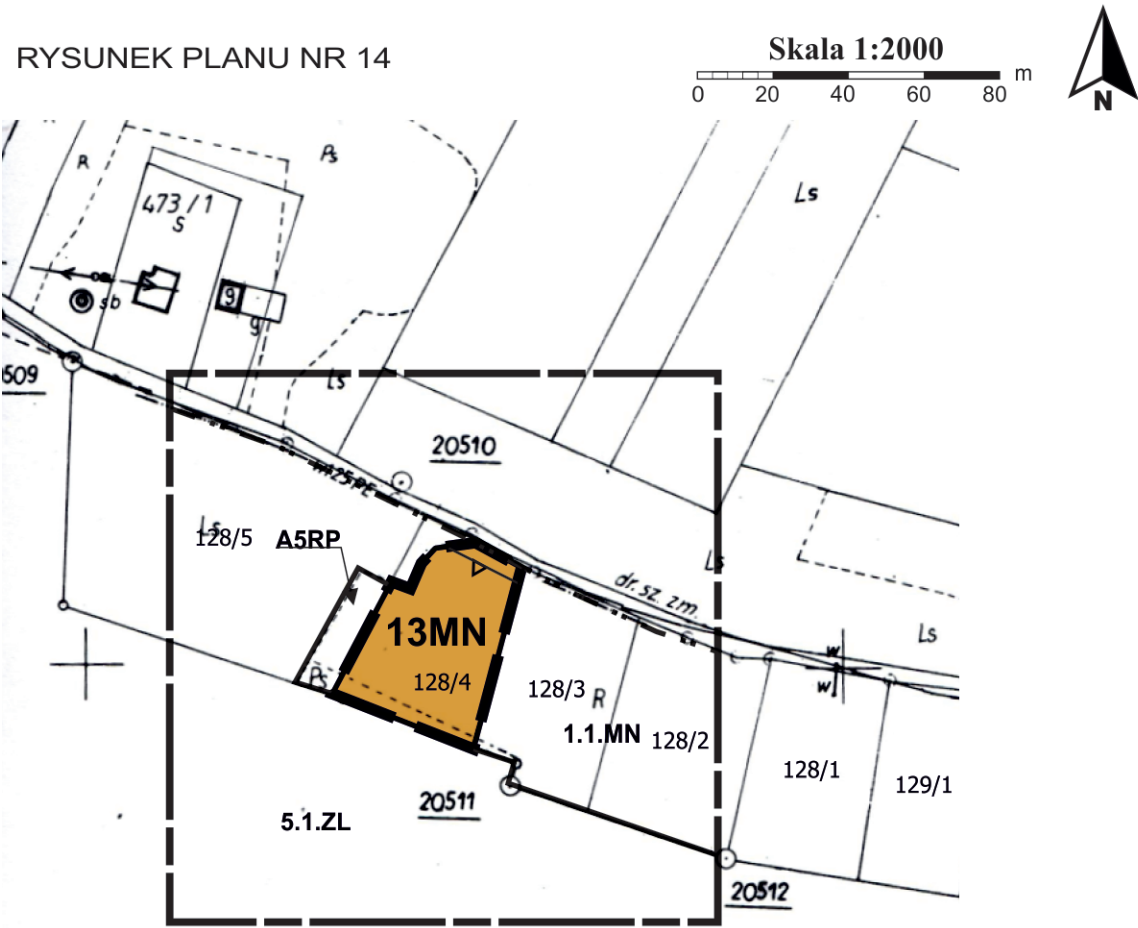 RYSUNEK PLANU NR 14
Skala 1:2000
m
0 20 40 60 80
N
R
Ps
Ls
473/1
S
sb
g
g
509
Ls
20510
Ls
128/5
A5RP
Ls
dr. sz. zm.
Ls
13MN
w
w
Ps
128/4
128/3
R
1.1.MN
128/2
128/1
129/1
20511
5.1.ZL
20512